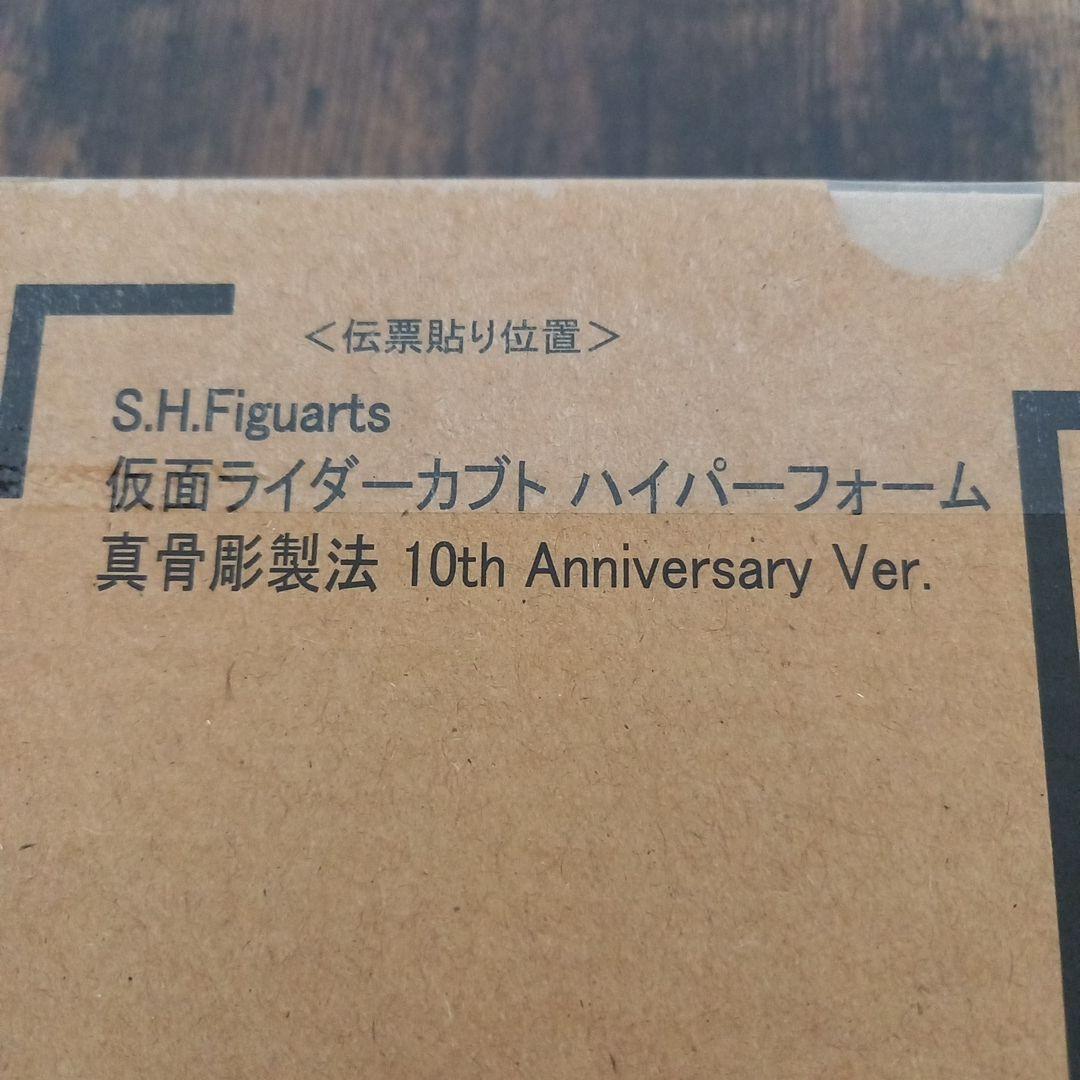 ＜伝票貼り位置＞
S.H.Figuarts
仮面ライダーカブト ハイパーフォーム
真骨彫製法 10th Anniversary Ver.